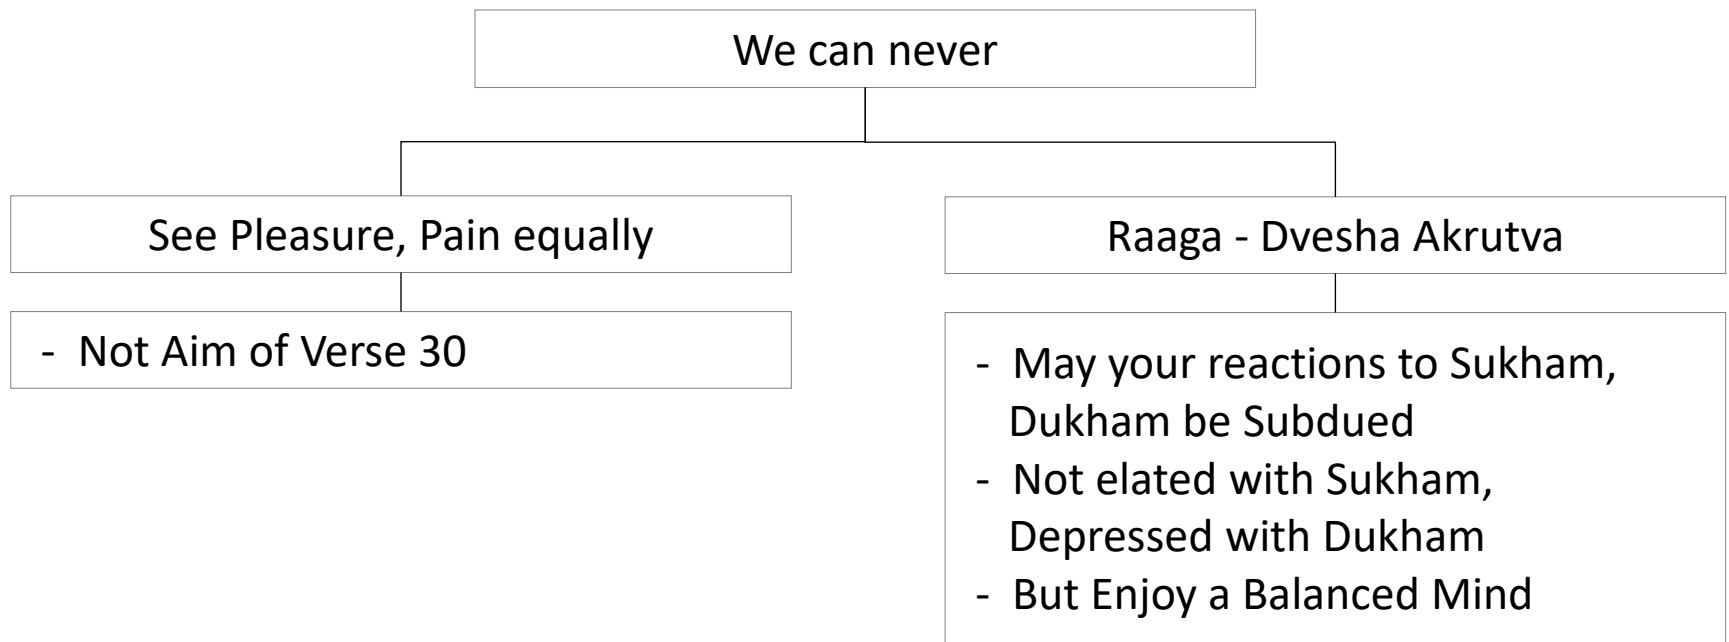 We can never
See Pleasure, Pain equally
- Not Aim of Verse 30
Raaga - Dvesha Akrutva
- May your reactions to Sukham,
Dukham be Subdued
- Not elated with Sukham,
Depressed with Dukham
- But Enjoy a Balanced Mind